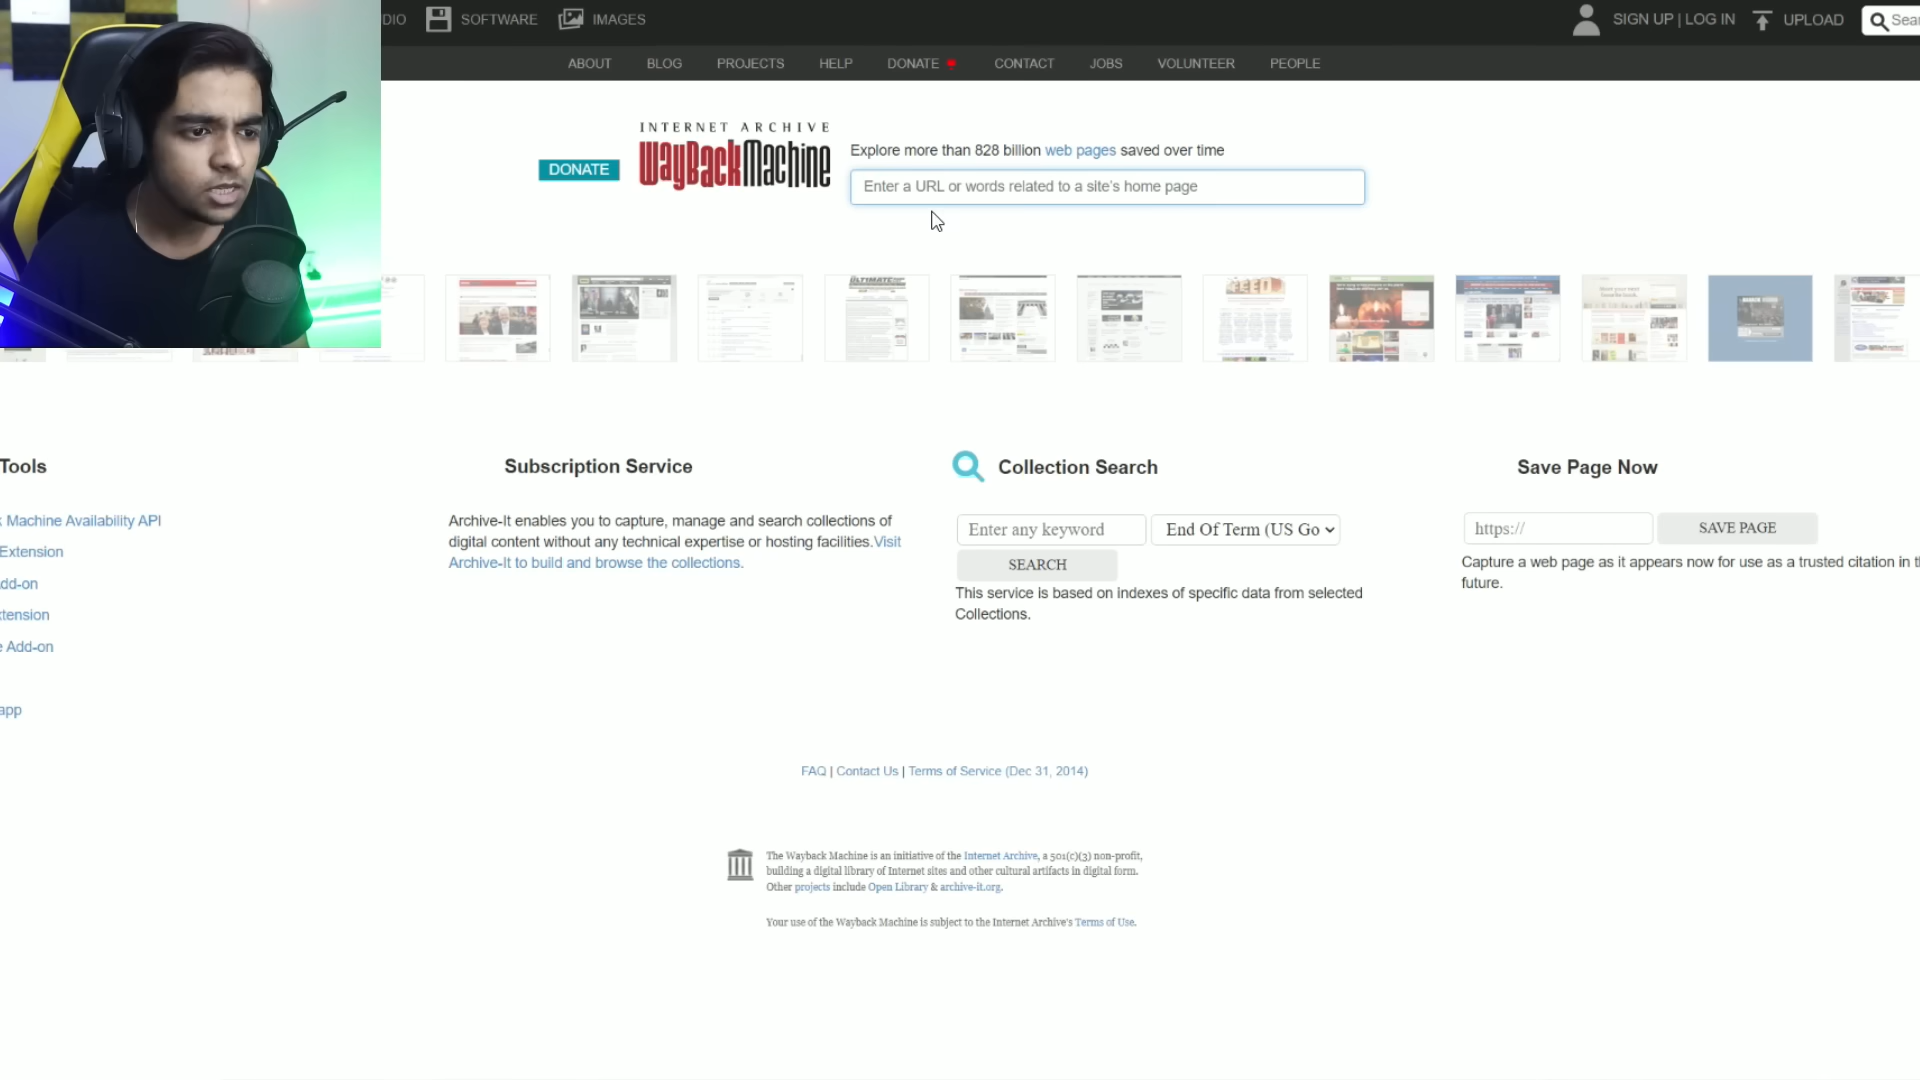 SOFTWARE
IMAGES
SIGN UP | LOG IN
UPLOAD
ABOUT
BLOG
PROJECTS
HELP
DONATE
CONTACT
JOBS
VOLUNTEER
PEOPLE
INTERNET ARCHIVE
WayBackMachine
DONATE
Explore more than 828 billion web pages saved over time
Enter a URL or words related to a site's home page
Tools
Machine Availability API
Extension
Add-on
app
Subscription Service
Archive-It enables you to capture, manage and search collections of
digital content without any technical expertise or hosting facilities.Visit
Archive-It to build and browse the collections.
Collection Search
Enter any keyword
End Of Term (US Go
SEARCH
This service is based on indexes of specific data from selected
Collections.
Save Page Now
https://
SAVE PAGE
Capture a web page as it appears now for use as a trusted citation in
future.
FAQ | Contact Us | Terms of Service (Dec 31, 2014)
The Wayback Machine is an initiative of the Internet Archive, a 501(c)(3) non-profit,
building a digital library of Internet sites and other cultural artifacts in digital form.
Other projects include Open Library & archive-it.org.
Your use of the Wayback Machine is subject to the Internet Archive's Terms of Use.